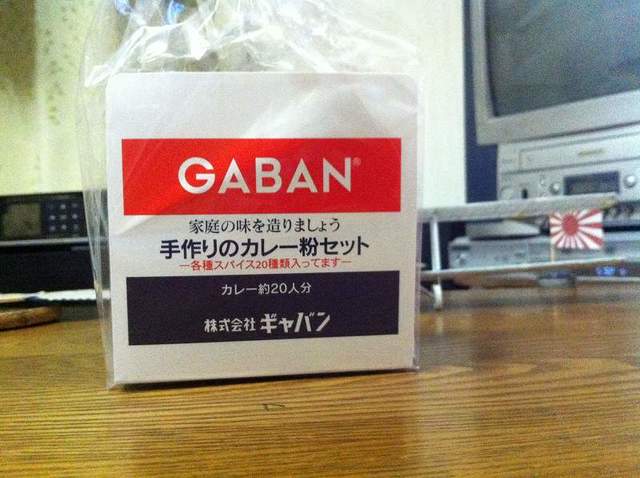 GABAN®
家庭の味を造りましょう
手作りのカレー粉セット
―各種スパイス20種類入ってます―
カレー約20人分
株式会社 ギャバン